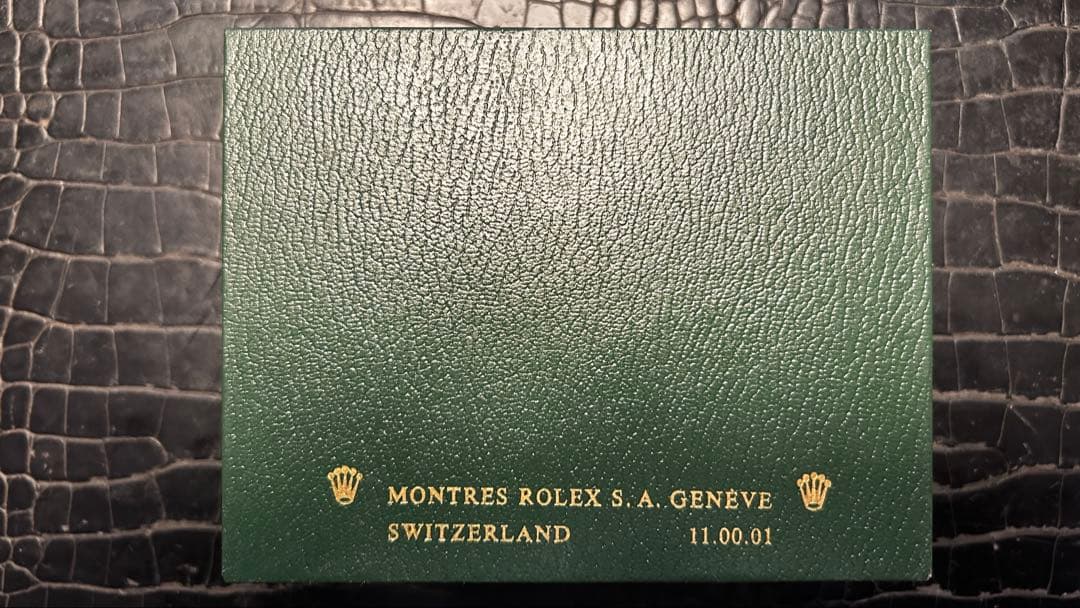 MONTRES ROLEX S. A. GENÈVE
SWITZERLAND 11.00.01